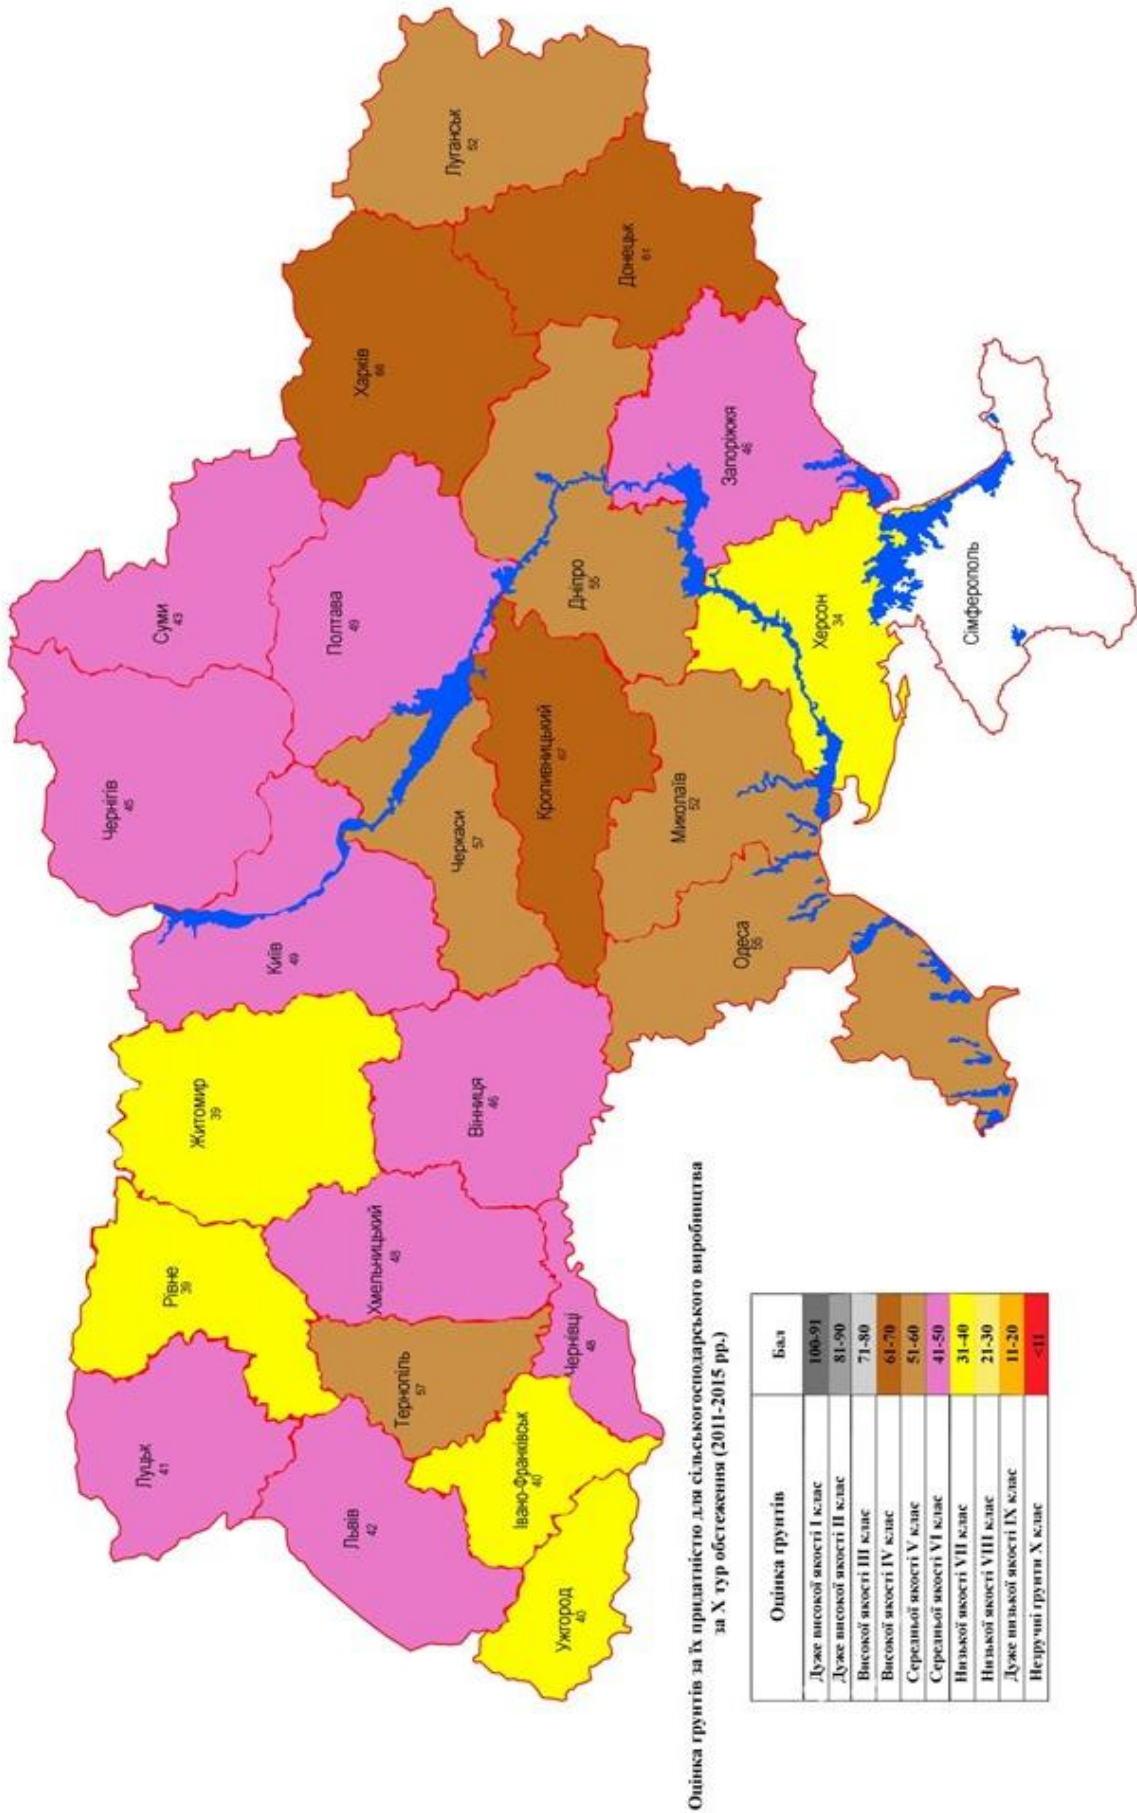 Чернігів
45
Суми
43
Луцьк
41
Рівне
39
Житомир
39
Київ
49
Полтава
49
Харків
66
Луганськ
52
Львів
42
Тернопіль
57
Хмельницький
48
Вінниця
46
Черкаси
57
Кропивницький
67
Дніпро
55
Донецьк
61
Ужгород
40
Івано-Франківськ
40
Чернівці
48
Одеса
55
Миколаїв
52
Запоріжжя
46
Херсон
34
Сімферополь
Оцінка грунтів за їх придатністю для сільськогосподарського виробництва
за X тур обстеження (2011-2015 рр.)
Оцінка грунтів Бал
Дуже високої якості I клас 100-91
Дуже високої якості II клас 81-90
Високої якості III клас 71-80
Високої якості IV клас 61-70
Середньої якості V клас 51-60
Середньої якості VI клас 41-50
Низької якості VII клас 31-40
Низької якості VIII клас 21-30
Дуже низької якості IX клас 11-20
Незручні грунти X клас <11